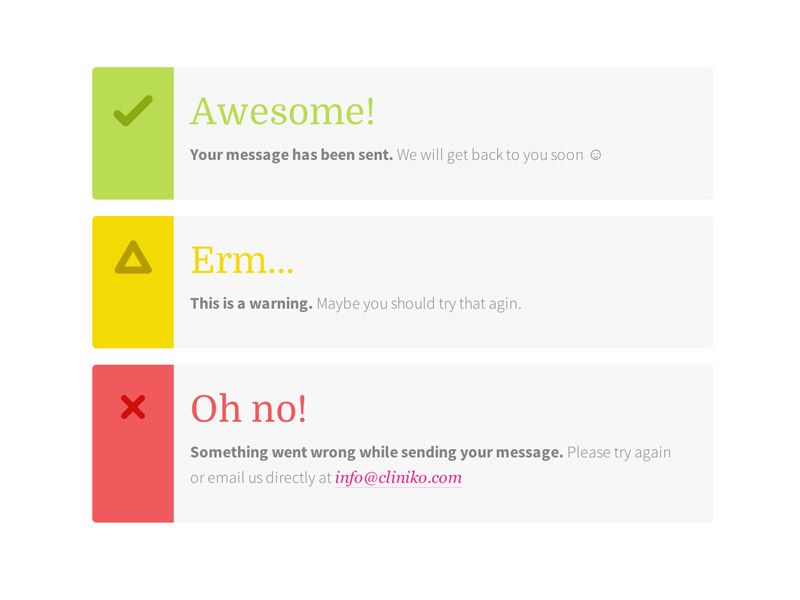 Awesome!
Your message has been sent. We will get back to you soon ☺
Erm...
This is a warning. Maybe you should try that agin.
Oh no!
Something went wrong while sending your message. Please try again
or email us directly at info@cliniko.com